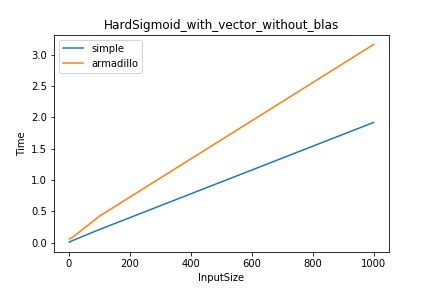 HardSigmoid_with_vector_without_blas
simple
armadillo
Time
3.0
2.5
2.0
1.5
1.0
0.5
0.0
0 200 400 600 800 1000
InputSize